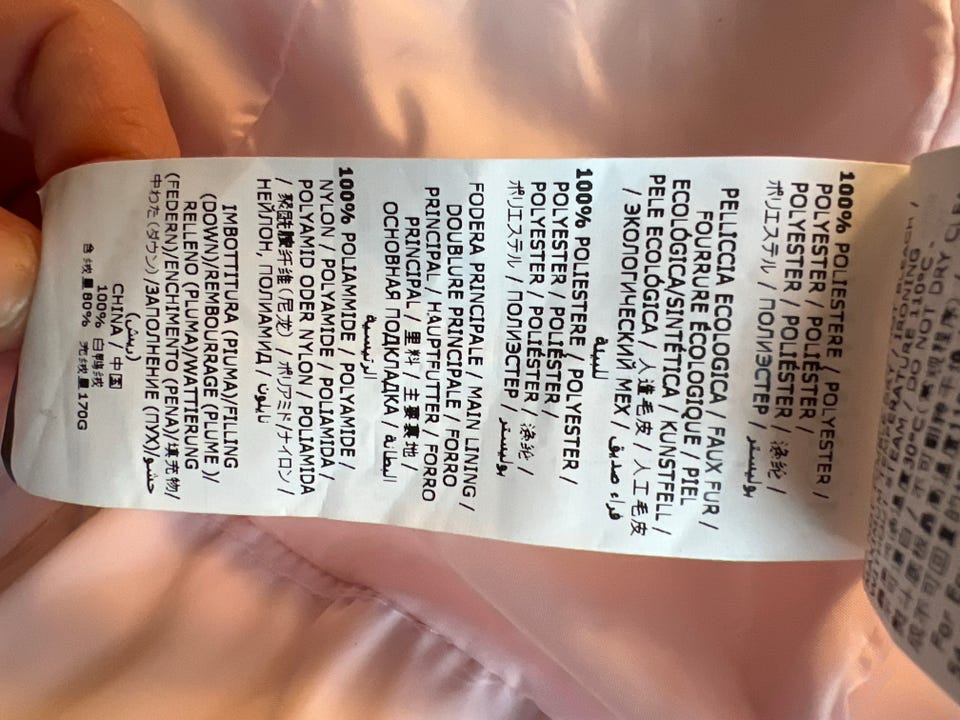 100% POLIESTERE / POLYESTER /
POLYESTER / POLIÉSTER /
POLYESTER / POLIÉSTER / 涤纶 /
ポリエステル / ПОЛИЭСТЕР / بوليستر
PELLICCIA ECOLOGICA / FAUX FUR /
FOURRURE ÉCOLOGIQUE / PIEL
ECOLÓGICA/SINTÉTICA / KUNSTFELL /
PELE ECOLÓGICA / 人造毛皮 / 人工毛皮
/ ЭКОЛОГИЧЕСКИЙ МЕХ / فراء صديق
للبيئة
100% POLIESTERE / POLYESTER /
POLYESTER / POLIÉSTER /
POLYESTER / POLIÉSTER / 涤纶 /
ポリエステル / ПОЛИЭСТЕР / بوليستر
FODERA PRINCIPALE / MAIN LINING /
DOUBLURE PRINCIPALE / FORRO
PRINCIPAL / HAUPTFUTTER / FORRO
PRINCIPAL / 里料 / 主要裏地 /
ОСНОВНАЯ ПОДКЛАДКА / البطانة
الرئيسية
100% POLIAMMIDE / POLYAMIDE /
NYLON / POLYAMIDE / POLIAMIDA /
POLYAMID ODER NYLON / POLIAMIDA
/ 聚酰胺纤维 (尼龙) / ポリアミド/ナイロン /
НЕЙЛОН, ПОЛИАМИД / نايلون
IMBOTTITURA (PIUMA)/FILLING
(DOWN)/REMBOURRAGE (PLUME)/
RELLENO (PLUMA)/WATTIERUNG
(FEDERN)/ENCHIMENTO (PENA)/填充物/
中わた (ダウン) /ЗАПОЛНЕНИЕ (ПУХ)/حشو
(ريش)
CHINA / 中国
100% 白鸭绒
含绒量80% 充绒量170G